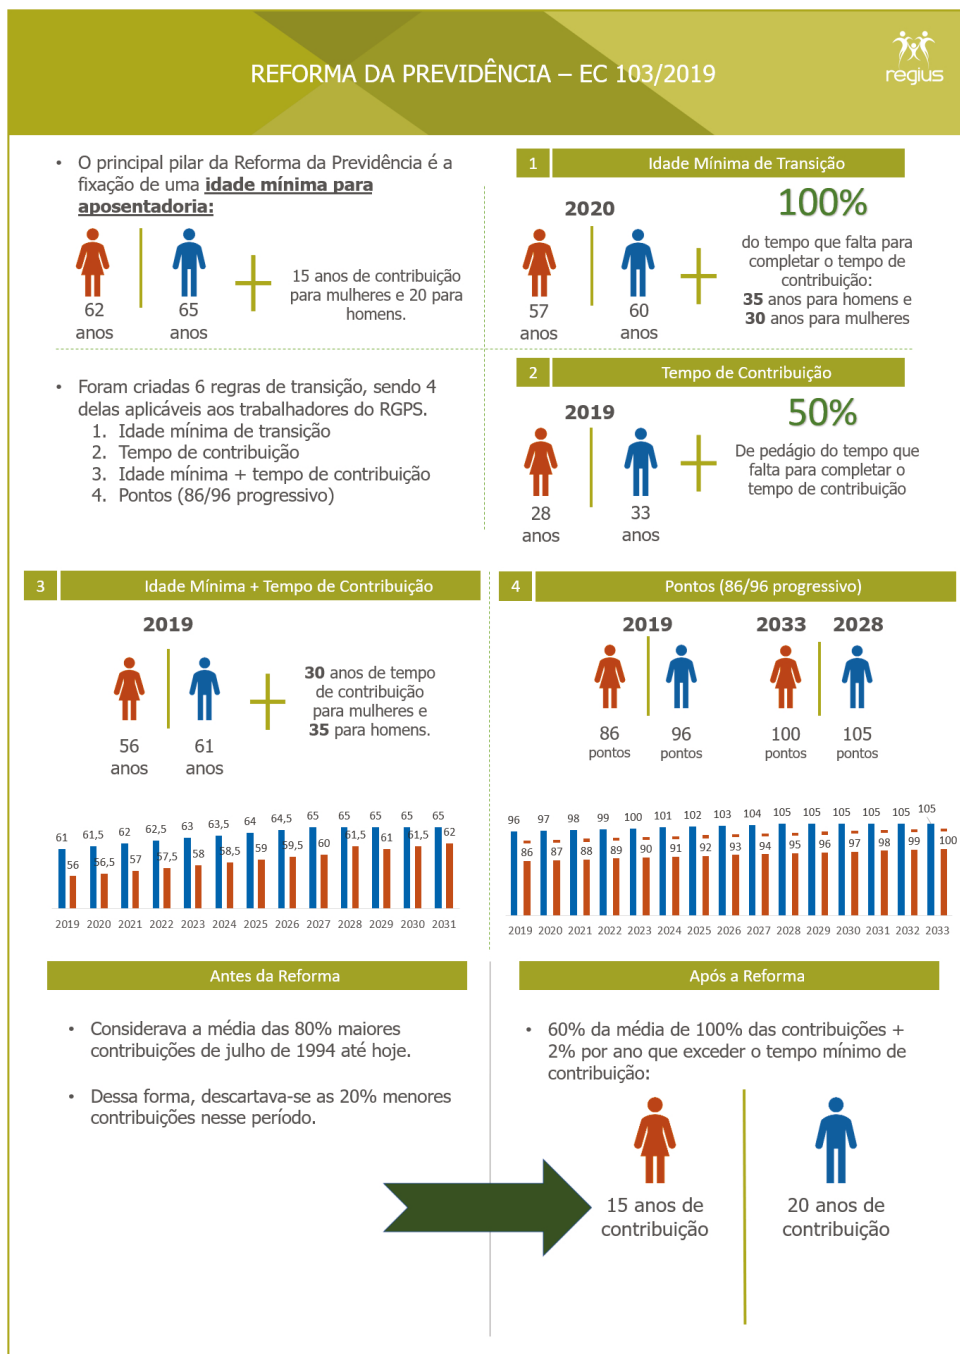 REFORMA DA PREVIDÊNCIA – EC 103/2019
regius
• O principal pilar da Reforma da Previdência é a
fixação de uma idade mínima para
aposentadoria:
62
anos
65
anos
15 anos de contribuição
para mulheres e 20 para
homens.
1 Idade Mínima de Transição
2020
57
anos
60
anos
100%
do tempo que falta para
completar o tempo de
contribuição:
35 anos para homens e
30 anos para mulheres
• Foram criadas 6 regras de transição, sendo 4
delas aplicáveis aos trabalhadores do RGPS.
1. Idade mínima de transição
2. Tempo de contribuição
3. Idade mínima + tempo de contribuição
4. Pontos (86/96 progressivo)
2 Tempo de Contribuição
2019
28
anos
33
anos
50%
De pedágio do tempo que
falta para completar o
tempo de contribuição
3 Idade Mínima + Tempo de Contribuição
2019
56
anos
61
anos
30 anos de tempo
de contribuição
para mulheres e
35 para homens.
61 61,5 62 62,5 63 63,5 64 64,5 65 65 65 65 65
56 56,5 57 57,5 58 58,5 59 59,5 60 61,5 61 61,5 62
2019 2020 2021 2022 2023 2024 2025 2026 2027 2028 2029 2030 2031
4 Pontos (86/96 progressivo)
2019 2033 2028
86
pontos
96
pontos
100
pontos
105
pontos
96 97 98 99 100 101 102 103 104 105 105 105 105 105 105
86 87 88 89 90 91 92 93 94 95 96 97 98 99 100
2019 2020 2021 2022 2023 2024 2025 2026 2027 2028 2029 2030 2031 2032 2033
Antes da Reforma
• Considerava a média das 80% maiores
contribuições de julho de 1994 até hoje.
• Dessa forma, descartava-se as 20% menores
contribuições nesse período.
Após a Reforma
• 60% da média de 100% das contribuições +
2% por ano que exceder o tempo mínimo de
contribuição:
15 anos de
contribuição
20 anos de
contribuição